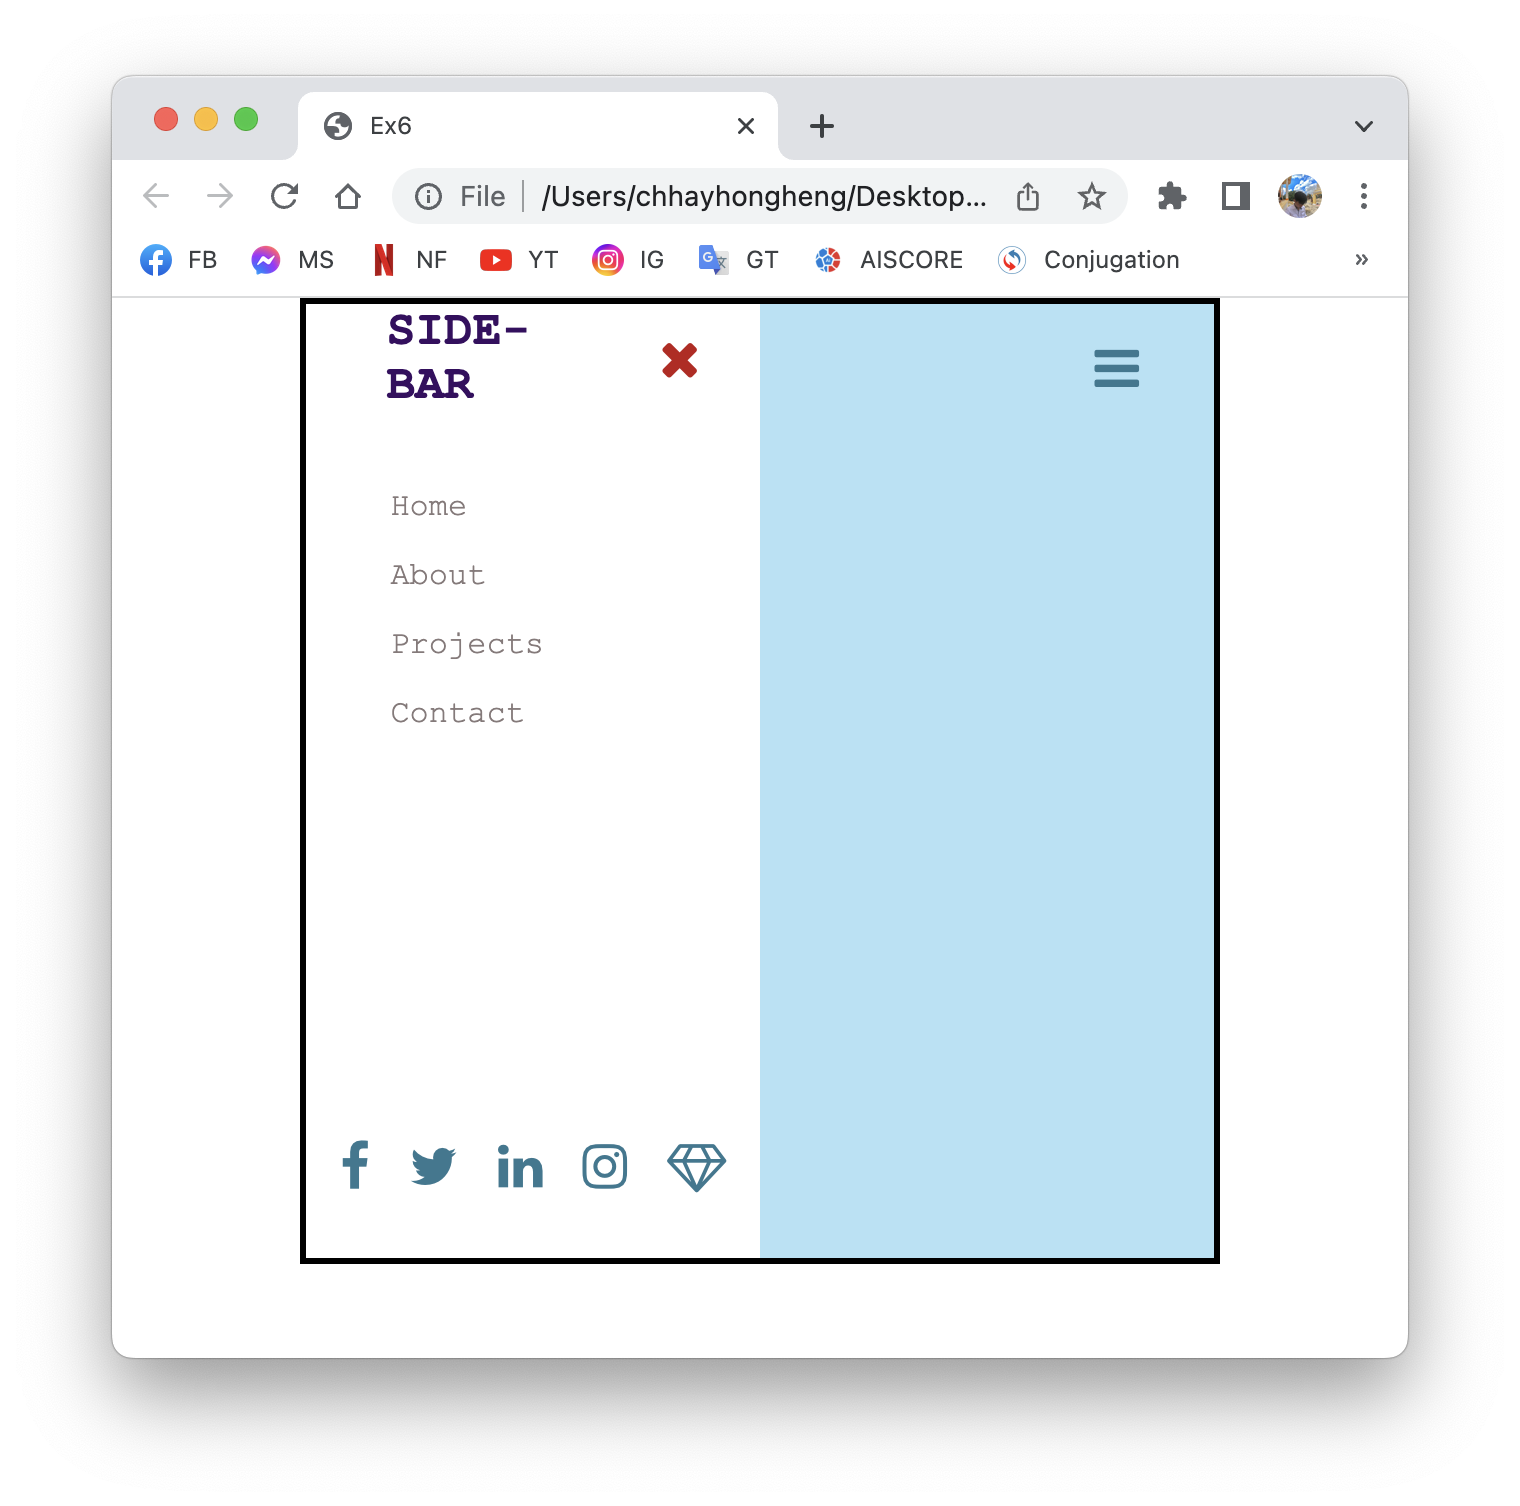 Ex6
File /Users/chhayhongheng/Desktop...
FB MS NF YT IG GT AISCORE Conjugation »
SIDE-
BAR
Home
About
Projects
Contact